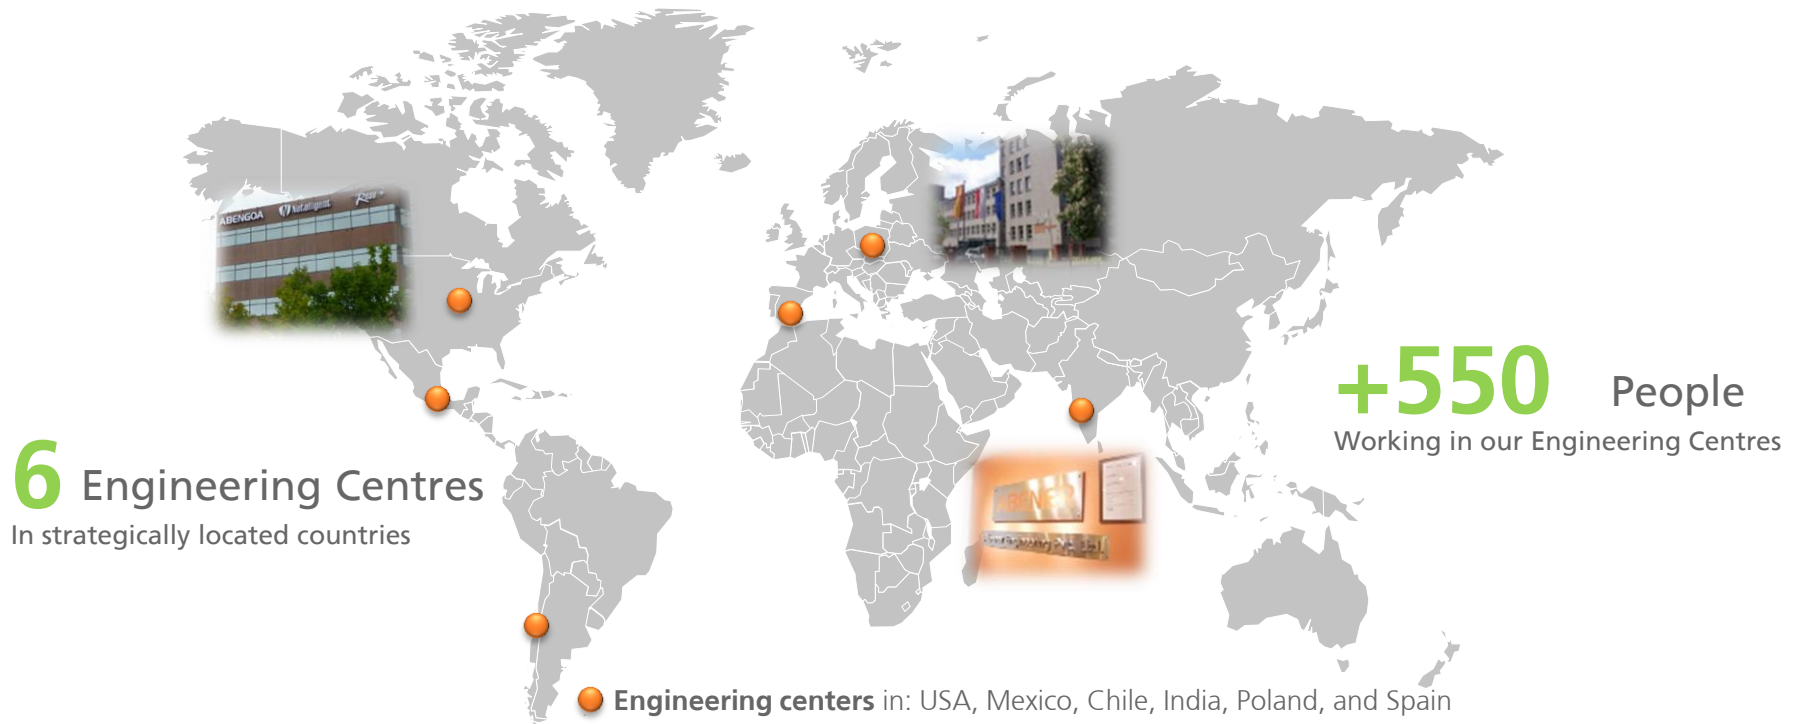 ABENGOA
6 Engineering Centres
In strategically located countries
+550 People
Working in our Engineering Centres
Engineering centers in: USA, Mexico, Chile, India, Poland, and Spain